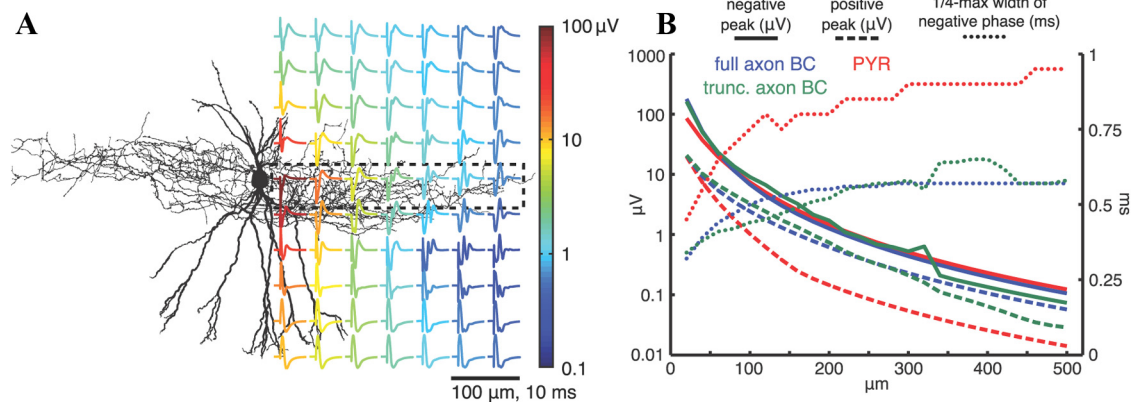 A
100 μV
10
1
0.1
100 μm, 10 ms
B
negative
peak (μV)
positive
peak (μV)
1/4-max width of
negative phase (ms)
full axon BC
PYR
trunc. axon BC
1000
100
10
1
0.1
0.01
μV
1
0.75
0.5
0.25
0
ms
0
100
200
300
400
500
μm